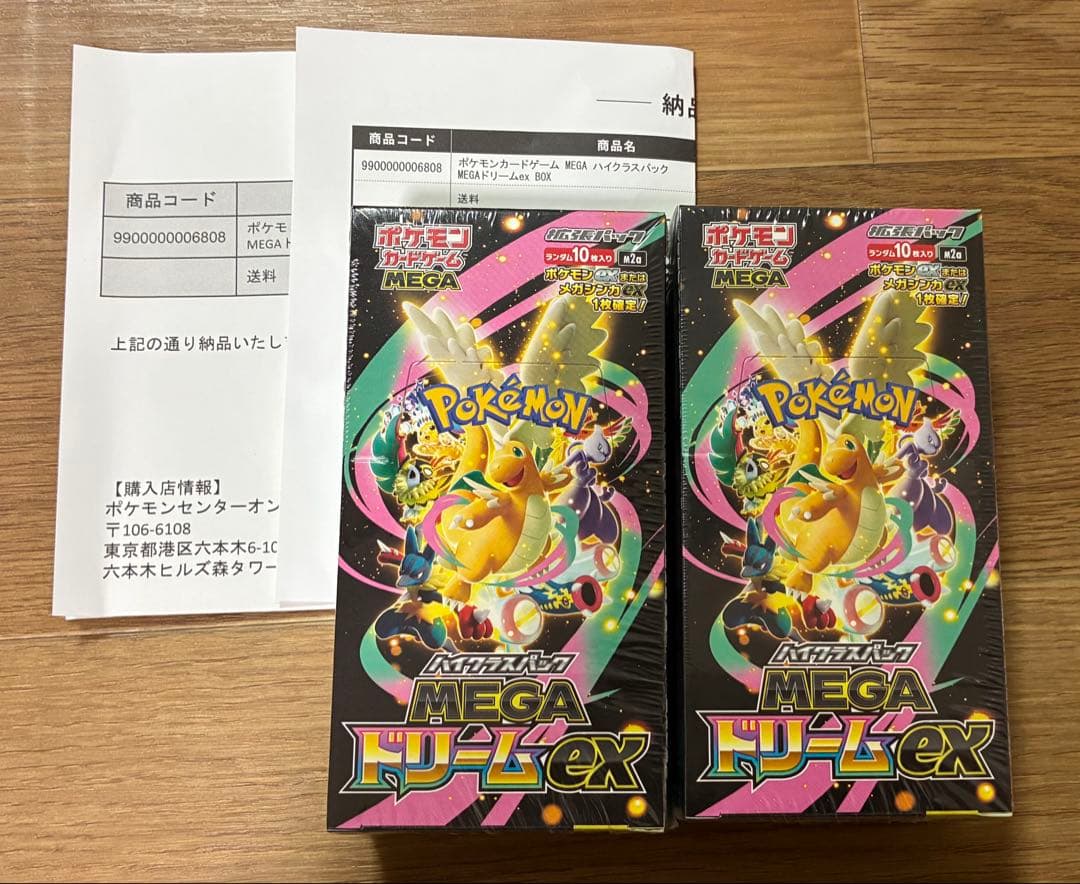 納品
商品コード
商品名
9900000006808
ポケモンカードゲーム MEGA ハイクラスパック
MEGAドリームex BOX
送料
商品コード
9900000006808
ポケモ
MEGA
送料
上記の通り納品いたし
【購入店情報】
ポケモンセンターオン
〒106-6108
東京都港区六本木6-10
六本木ヒルズ森タワー
ポケモン
カードゲーム
MEGA
拡張パック
ランダム10枚入り
M2a
ポケモンexまたは
メガシンカex
1枚確定!
POKéMON
ハイクラスパック
MEGA
ドリームex
ポケモン
カードゲーム
MEGA
拡張パック
ランダム10枚入り
M2a
ポケモンexまたは
メガシンカex
1枚確定!
POKéMON
ハイクラスパック
MEGA
ドリームex